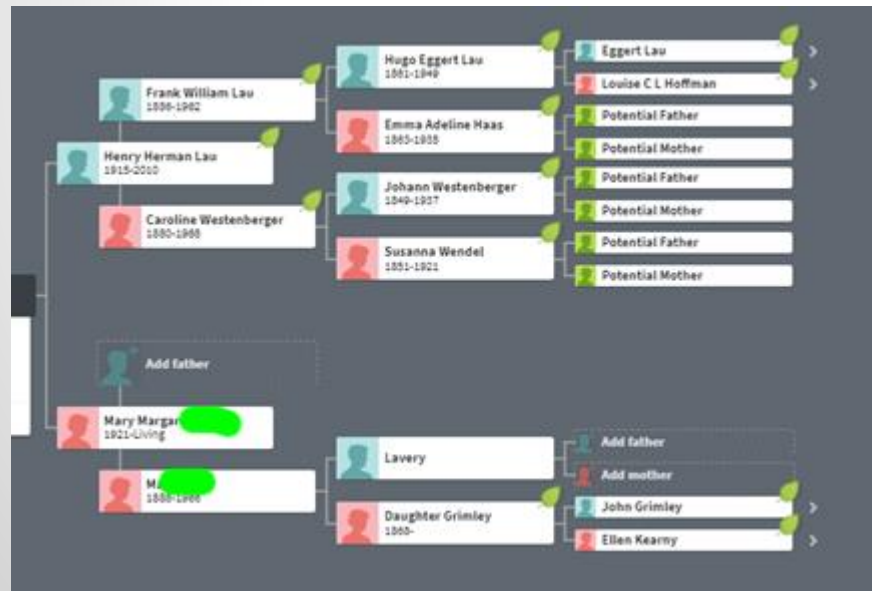 Hugo Eggert Lau
1861-1949
Eggert Lau
Louise C L Hoffman
Frank William Lau
1886-1962
Emma Adeline Haas
1865-1938
Potential Father
Potential Mother
Henry Herman Lau
1915-2010
Johann Westenberger
1849-1937
Potential Father
Potential Mother
Caroline Westenberger
1880-1968
Susanna Wendel
1851-1921
Potential Father
Potential Mother
Add father
Mary Margar
1921-Living
Lavery
Add father
Add mother
Daughter Grimley
1868-
John Grimley
Ellen Kearny